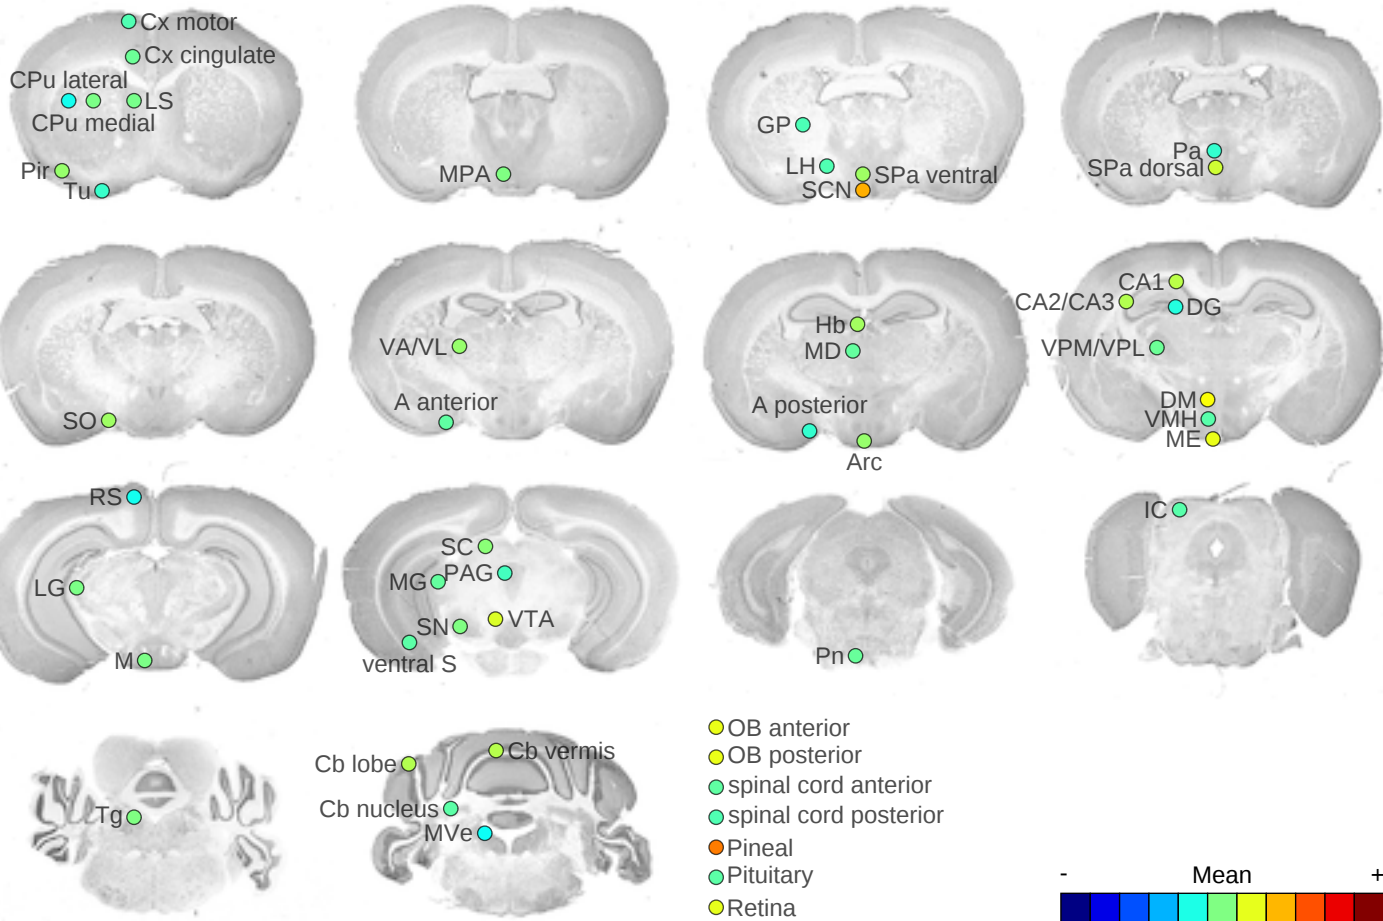 Cx motor
Cx cingulate
CPu lateral
LS
CPu medial
Pir
Tu
MPA
GP
LH
SPa ventral
SCN
Pa
SPa dorsal
SO
VA/VL
A anterior
Hb
MD
A posterior
Arc
CA1
CA2/CA3
DG
VPM/VPL
DM
VMH
ME
RS
LG
M
SC
PAG
MG
SN
VTA
ventral S
Pn
IC
Tg
Cb lobe
Cb vermis
Cb nucleus
MVe
OB anterior
OB posterior
spinal cord anterior
spinal cord posterior
Pineal
Pituitary
Retina
- Mean +